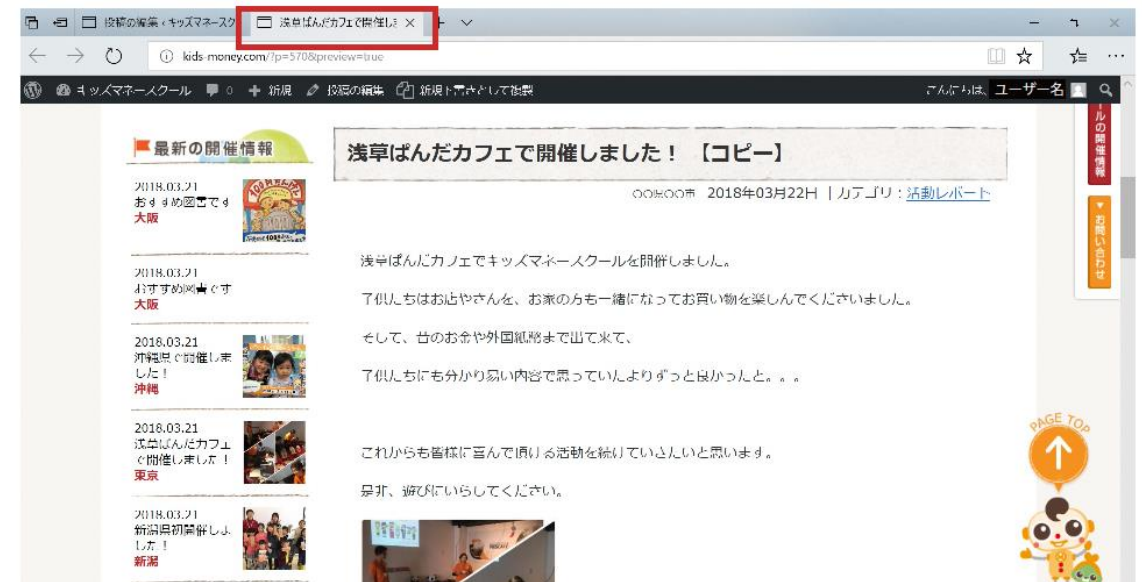 投稿の編集 ‹ キッズマネースク
浅草ぱんだカフェで開催しま
kids-money.com/?p=570&preview=true
キッズマネースクール 0 + 新規 投稿の編集 新規下書きとして複製
こんにちは、ユーザー名
最新の開催情報
2018.03.21
おすすめ図書です
大阪
2018.03.21
おすすめ図書です
大阪
2018.03.21
沖縄県で開催しま
した！
沖縄
2018.03.21
浅草ぱんだカフェ
で開催しました！
東京
2018.03.21
新潟県初開催しま
した！
新潟
浅草ぱんだカフェで開催しました！ 【コピー】
○○県○○市 2018年03月22日 | カテゴリ：活動レポート
浅草ぱんだカフェでキッズマネースクールを開催しました。
子供たちはお店やさんを、お家の方も一緒になってお買い物を楽しんでくださいました。
そして、昔のお金や外国紙幣まで出て来て、
子供たちにも分かり易い内容で思っていたよりずっと良かったと。。。
これからも皆様に喜んで頂ける活動を続けていきたいと思います。
是非、遊びにいらしてください。
ルの開催情報
お問い合わせ
PAGE TOP